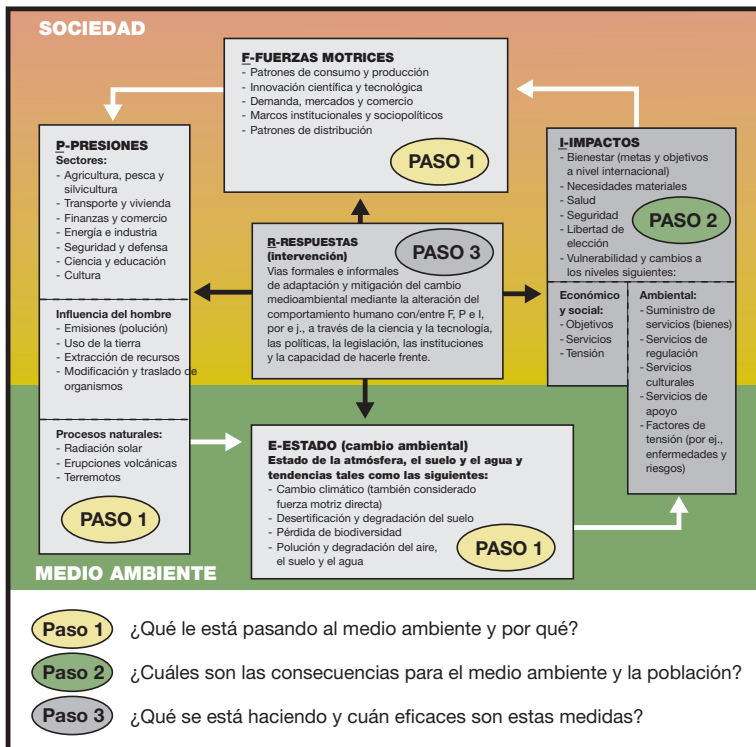 SOCIEDAD
F-FUERZAS MOTRICES
- Patrones de consumo y producción
- Innovación científica y tecnológica
- Demanda, mercados y comercio
- Marcos institucionales y sociopolíticos
- Patrones de distribución
PASO 1
P-PRESIONES
Sectores:
- Agricultura, pesca y
silvicultura
- Transporte y vivienda
- Finanzas y comercio
- Energía e industria
- Seguridad y defensa
- Ciencia y educación
- Cultura
Influencia del hombre
- Emisiones (polución)
- Uso de la tierra
- Extracción de recursos
- Modificación y traslado de
organismos
Procesos naturales:
- Radiación solar
- Erupciones volcánicas
- Terremotos
PASO 1
R-RESPUESTAS
(intervención)
PASO 3
Vías formales e informales
de adaptación y mitigación del cambio
medioambiental mediante la alteración del
comportamiento humano con/entre F, P e I,
por e j., a través de la ciencia y la tecnología,
las políticas, la legislación, las instituciones
y la capacidad de hacerle frente.
I-IMPACTOS
- Bienestar (metas y objetivos
a nivel internacional)
- Necesidades materiales
- Salud
- Seguridad
- Libertad de
elección
- Vulnerabilidad y cambios a
los niveles siguientes:
PASO 2
Económico
y social:
- Objetivos
- Servicios
- Tensión
Ambiental:
- Suministro de
servicios (bienes)
- Servicios de
regulación
- Servicios
culturales
- Servicios de
apoyo
- Factores de
tensión (por ej.,
enfermedades y
riesgos)
E-ESTADO (cambio ambiental)
Estado de la atmósfera, el suelo y el agua y
tendencias tales como las siguientes:
- Cambio climático (también considerado
fuerza motriz directa)
- Desertificación y degradación del suelo
- Pérdida de biodiversidad
- Polución y degradación del aire,
el suelo y el agua
PASO 1
MEDIO AMBIENTE
Paso 1 ¿Qué le está pasando al medio ambiente y por qué?
Paso 2 ¿Cuáles son las consecuencias para el medio ambiente y la población?
Paso 3 ¿Qué se está haciendo y cuán eficaces son estas medidas?